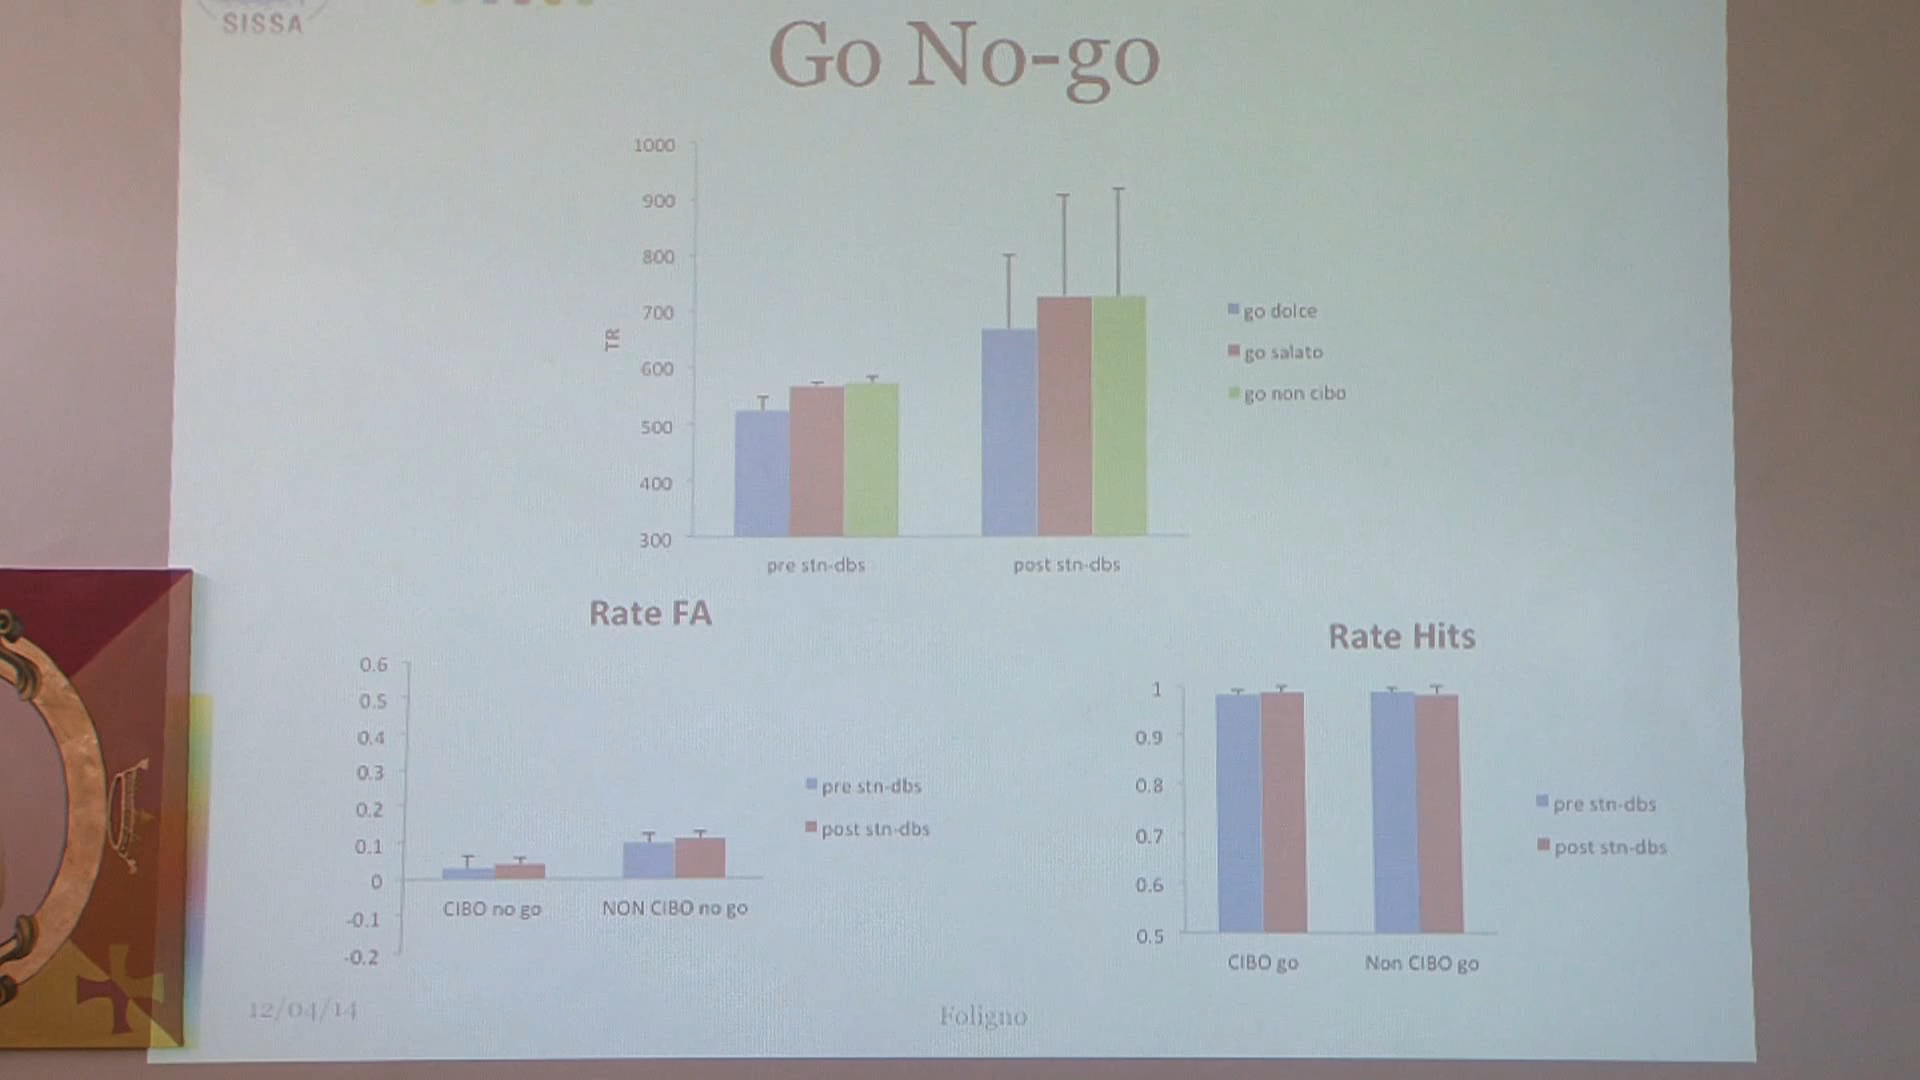 SISSA
Go No-go
1000
900
800
700
600
500
400
300
TR
pre stn-dbs
post stn-dbs
go dolce
go salato
go non cibo
Rate FA
0.6
0.5
0.4
0.3
0.2
0.1
0
-0.1
-0.2
CIBO no go
NON CIBO no go
pre stn-dbs
post stn-dbs
Rate Hits
1
0.9
0.8
0.7
0.6
0.5
CIBO go
Non CIBO go
pre stn-dbs
post stn-dbs
12/04/14
Foligno